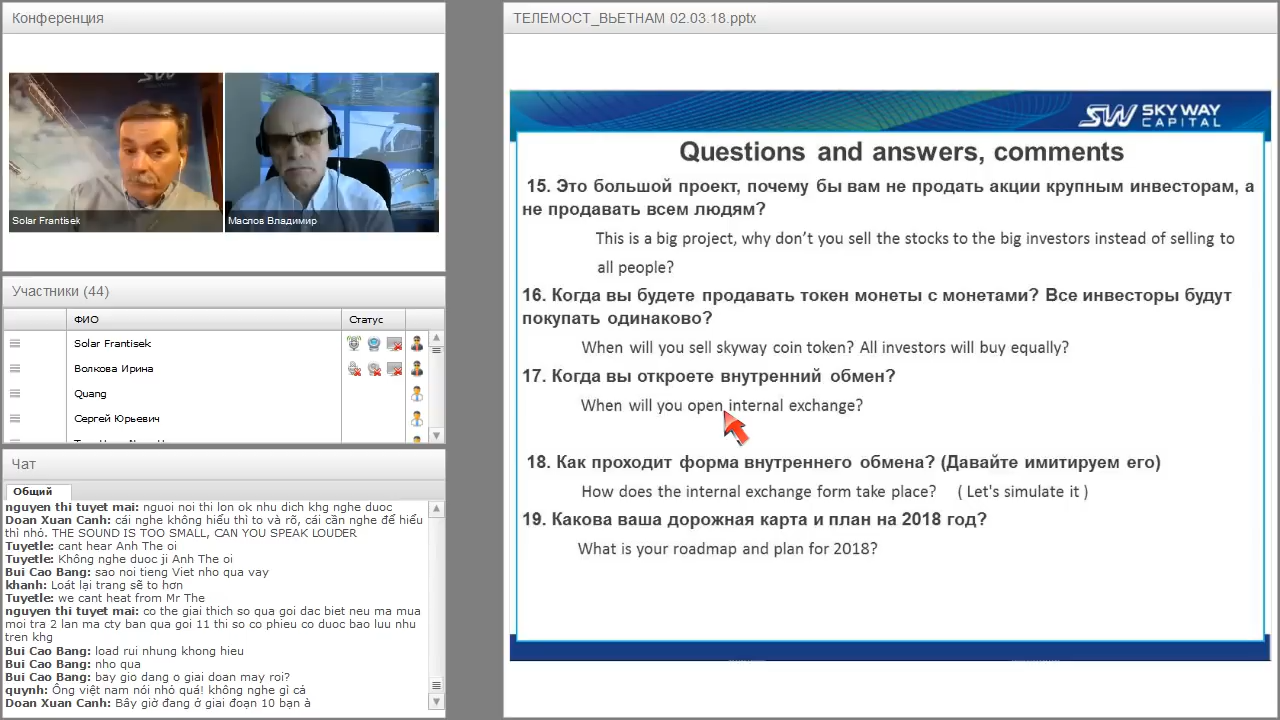 Конференция
Solar Frantisek
Маслов Владимир
Участники (44)
ФИО
Статус
Solar Frantisek
Волкова Ирина
Quang
Сергей Юрьевич
Чат
Общий
nguyen thi tuyet mai: nguoi noi thi lon ok nhu dich khg nghe duoc
Doan Xuan Canh: cái nghe không hiểu thì to và rõ, cái cần nghe để hiểu
thì nhỏ. THE SOUND IS TOO SMALL, CAN YOU SPEAK LOUDER
Tuyetle: cant hear Anh The oi
Tuyetle: Không nghe duoc ji Anh The oi
Bui Cao Bang: sao noi tieng Viet nho qua vay
khanh: Loát lại trang sẽ to hơn
Tuyetle: we cant heat from Mr The
nguyen thi tuyet mai: co the giai thich so qua goi dac biet neu ma mua
moi tra 2 lan ma cty ban qua goi 11 thi so co phieu co duoc bao luu nhu
tren khg
Bui Cao Bang: load rui nhung khong hieu
Bui Cao Bang: nho qua
Bui Cao Bang: bay gio dang o giai doan may roi?
quynh: Ông việt nam nói nhỏ quá! không nghe gì cả
Doan Xuan Canh: Bây giờ đang ở giai đoạn 10 bạn à
ТЕЛЕМОСТ_ВЬЕТНАМ 02.03.18.pptx
SW SKY WAY
CAPITAL
Questions and answers, comments
15. Это большой проект, почему бы вам не продать акции крупным инвесторам, а
не продавать всем людям?
This is a big project, why don’t you sell the stocks to the big investors instead of selling to
all people?
16. Когда вы будете продавать токен монеты с монетами? Все инвесторы будут
покупать одинаково?
When will you sell skyway coin token? All investors will buy equally?
17. Когда вы откроете внутренний обмен?
When will you open internal exchange?
18. Как проходит форма внутреннего обмена? (Давайте имитируем его)
How does the internal exchange form take place? ( Let's simulate it )
19. Какова ваша дорожная карта и план на 2018 год?
What is your roadmap and plan for 2018?